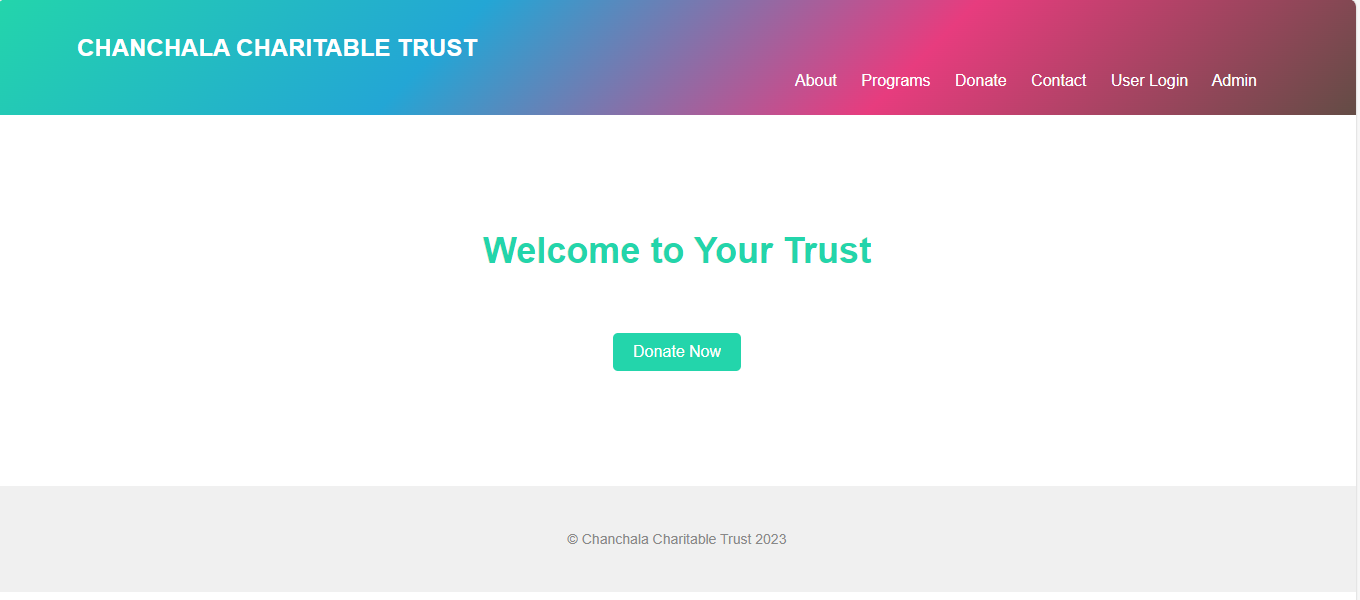 CHANCHALA CHARITABLE TRUST
About Programs Donate Contact User Login Admin
Welcome to Your Trust
Donate Now
© Chanchala Charitable Trust 2023